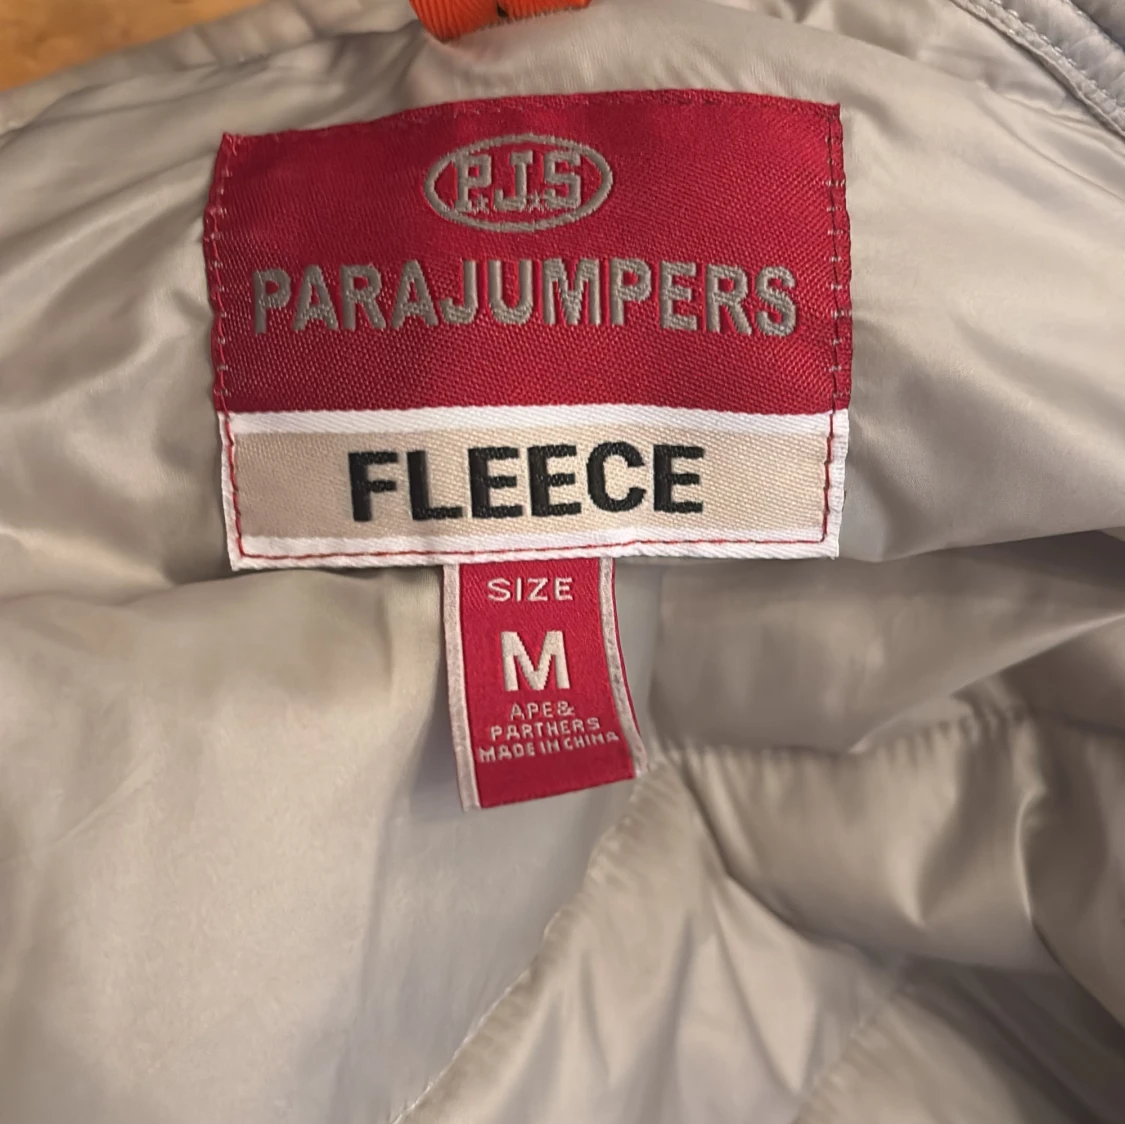 P.J.S
PARAJUMPERS
FLEECE
SIZE
M
APE&
PARTHERS
MADE IN CHINA